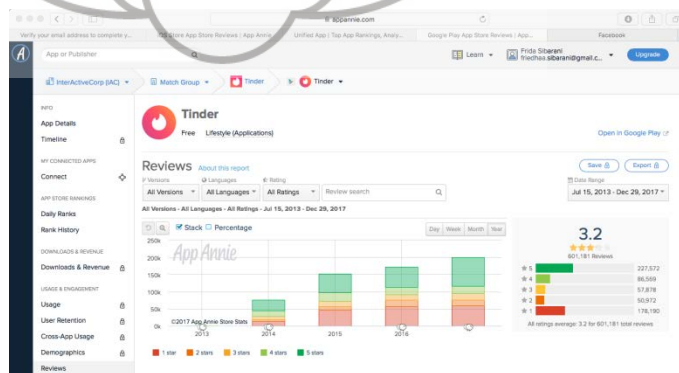 appannie.com
Verify your email address to complete y...
iOS Store App Store Reviews | App Annie
Unified App | Top App Rankings, Analy...
Google Play App Store Reviews | Ap...
Facebook
App or Publisher
Learn
Frida Sibarani
friedhas.sibarani@gmail.c...
Upgrade
InterActiveCorp (IAC)
Match Group
Tinder
Tinder
INFO
App Details
Timeline
MY CONNECTED APPS
Connect
APP STORE RANKINGS
Daily Ranks
Rank History
DOWNLOADS & REVENUE
Downloads & Revenue
USAGE & ENGAGEMENT
Usage
User Retention
Cross-App Usage
Demographics
Reviews
Tinder
Free Lifestyle (Applications)
Open in Google Play
Reviews About this report
Save
Export
Versions
Languages
Rating
Date Range
All Versions
All Languages
All Ratings
Review search
Jul 15, 2013 - Dec 29, 2017
All Versions - All Languages - All Ratings - Jul 15, 2013 - Dec 29, 2017
Stack Percentage
Day Week Month Year
250k
200k
150k
100k
50k
0k
App Annie
©2017 App Annie Store Stats
2013 2014 2015 2016 2017
1 star 2 stars 3 stars 4 stars 5 stars
3.2
601,181 Reviews
5 227,572
4 86,569
3 57,878
2 50,972
1 178,190
All ratings average: 3.2 for 601,181 total reviews